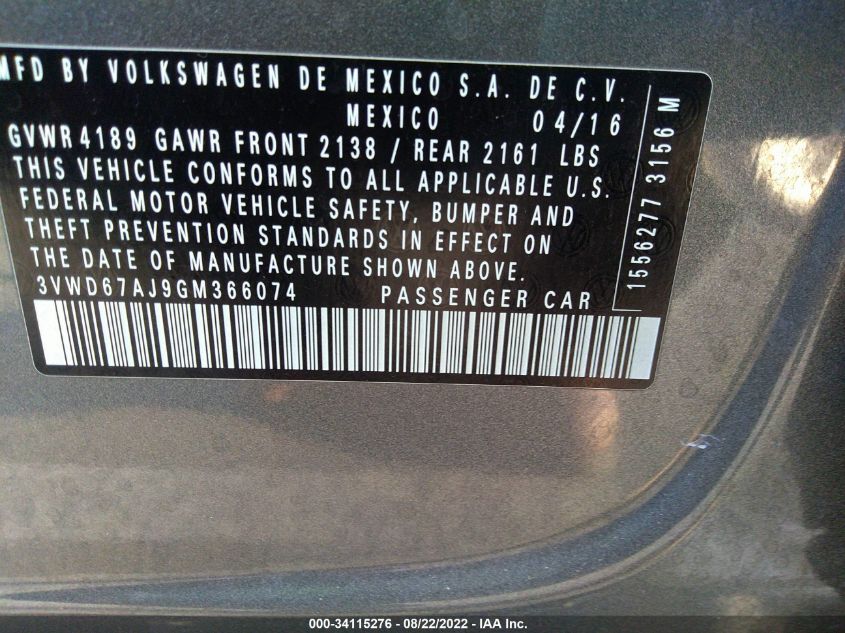 MFD BY VOLKSWAGEN DE MEXICO S.A. DE C.V.
MEXICO 04/16
GVWR 4189 GAWR FRONT 2138 / REAR 2161 LBS
THIS VEHICLE CONFORMS TO ALL APPLICABLE U.S.
FEDERAL MOTOR VEHICLE SAFETY, BUMPER AND
THEFT PREVENTION STANDARDS IN EFFECT ON
THE DATE OF MANUFACTURE SHOWN ABOVE.
3VWD67AJ9GM366074 PASSENGER CAR
1556277 3156 M
000-34115276 - 08/22/2022 - IAA Inc.